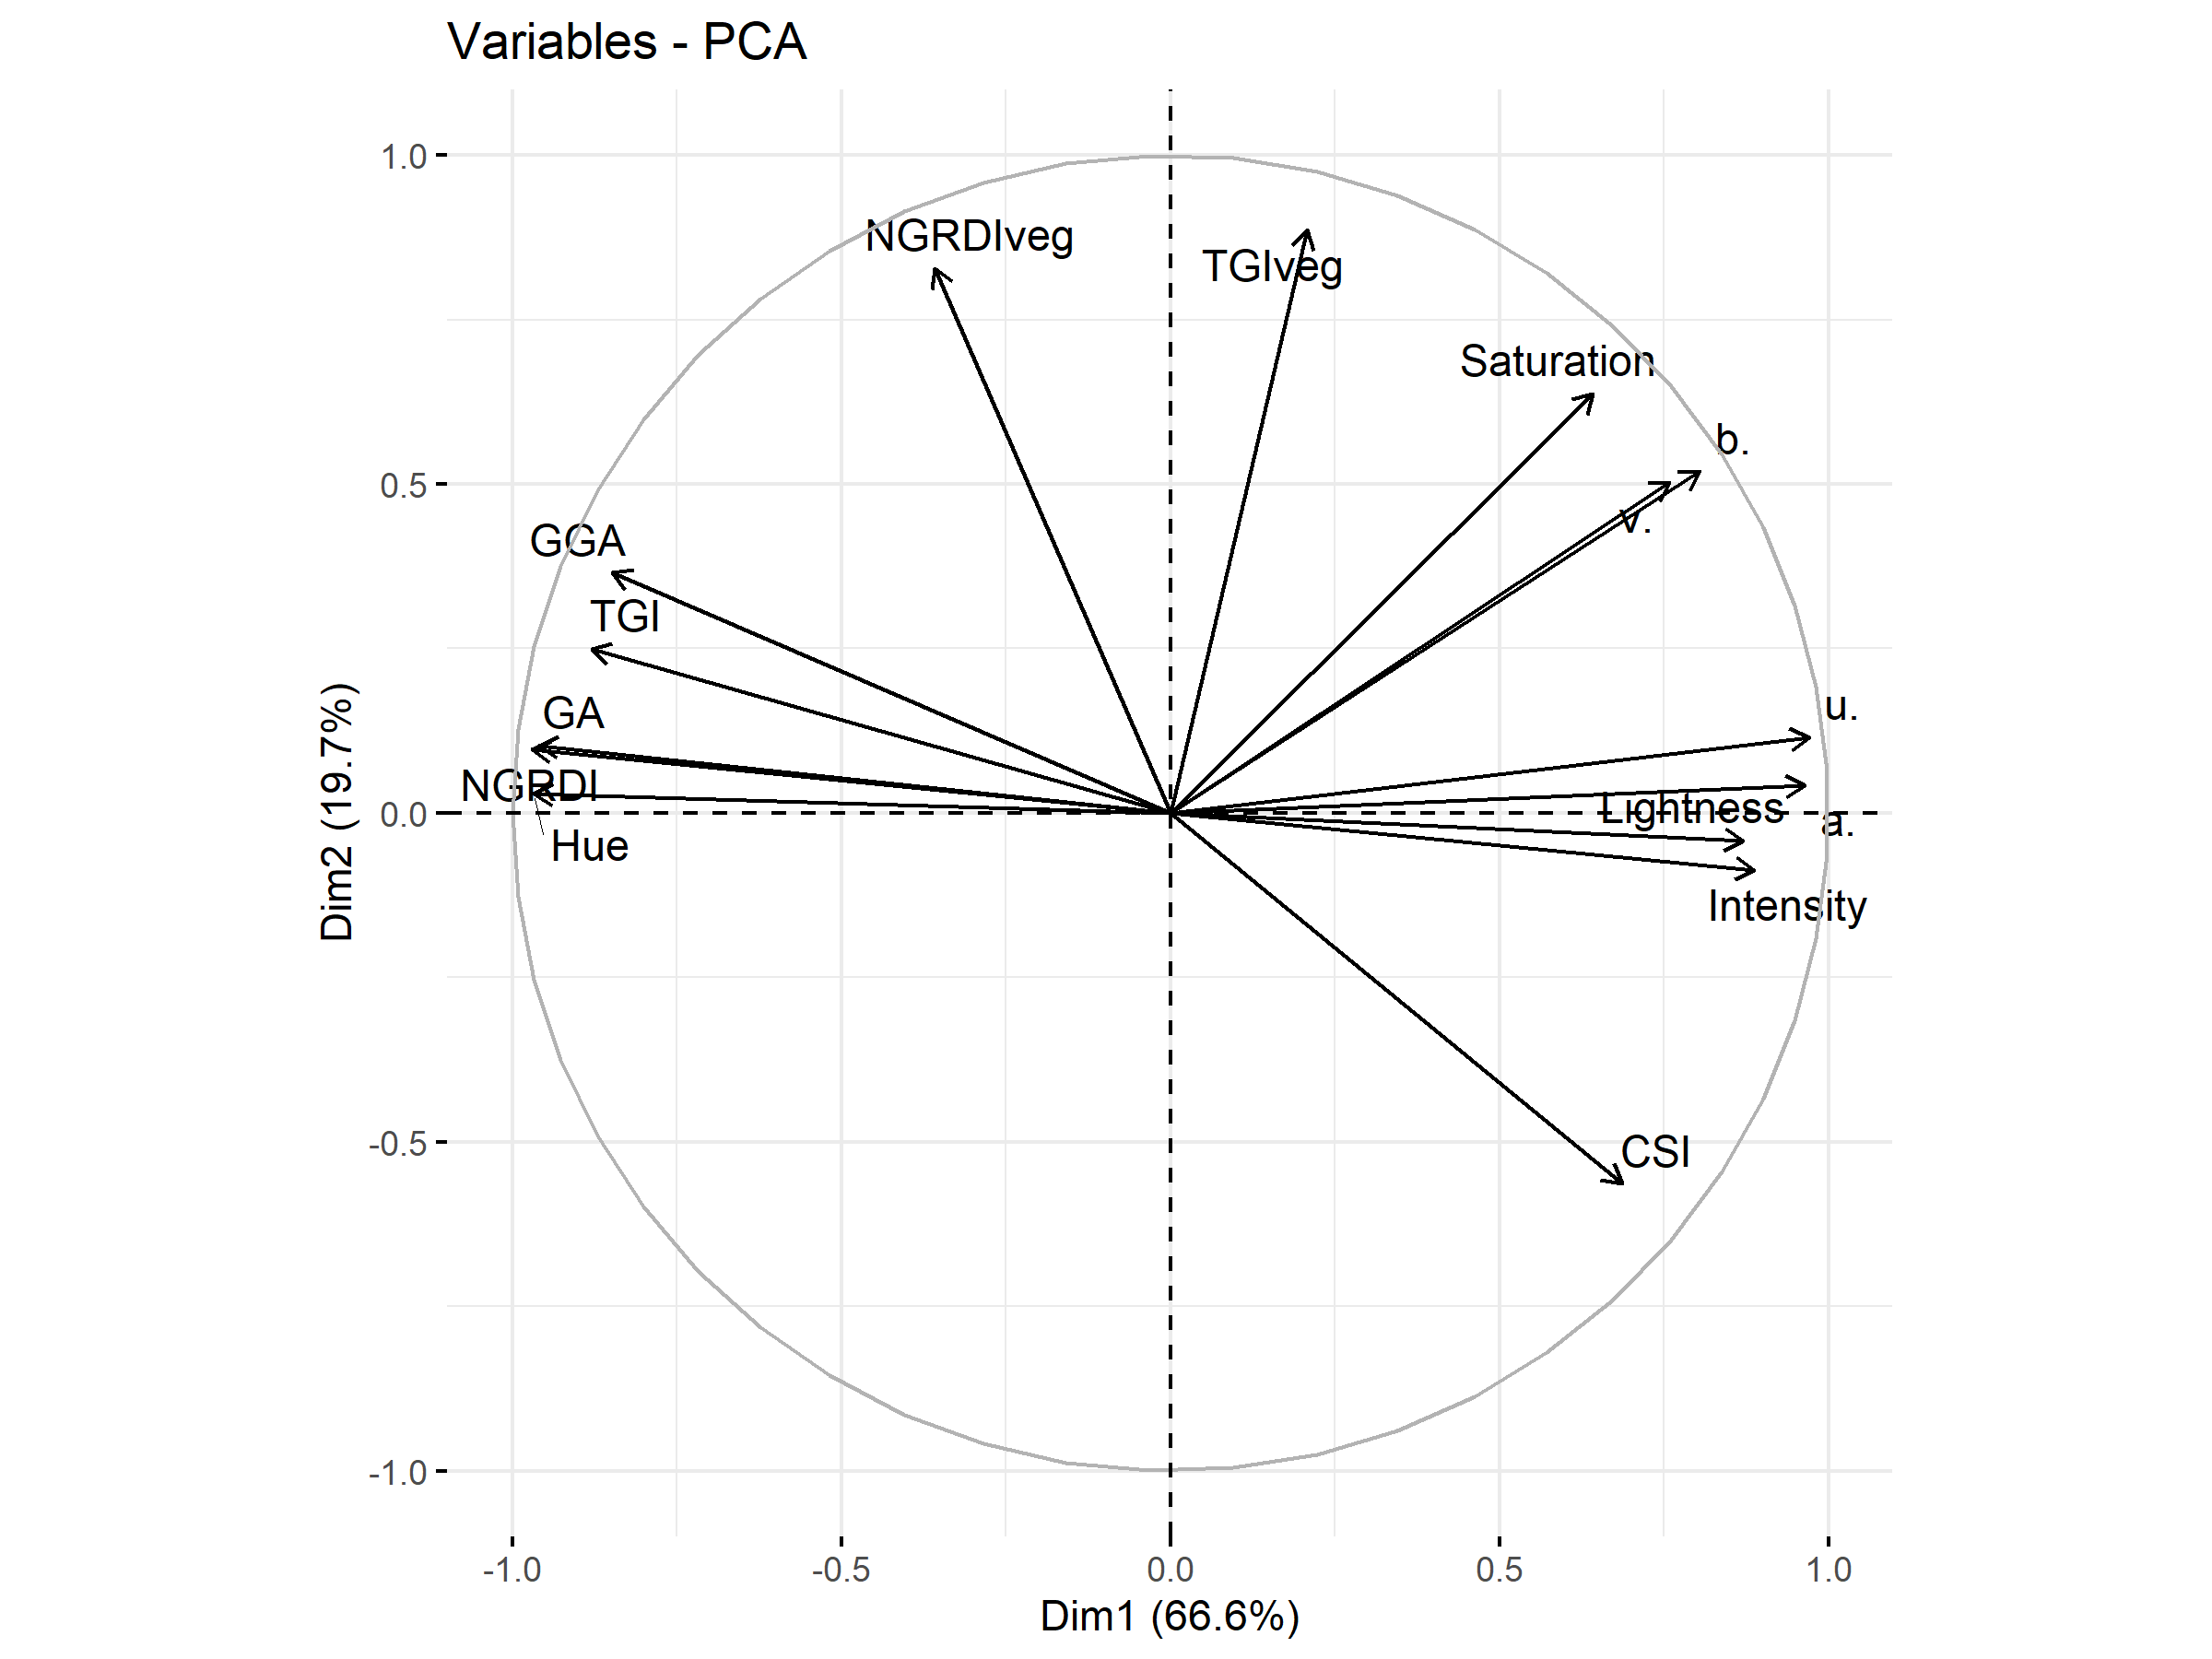 Variables - PCA
1.0
NGRDIveg
TGIveg
Saturation
b.
0.5
v.
GGA
TGI
u.
GA
NGRDI
Lightness
0.0
a.
Hue
Intensity
Dim2 (19.7%)
CSI
-0.5
-1.0
-1.0
-0.5
0.0
0.5
1.0
Dim1 (66.6%)